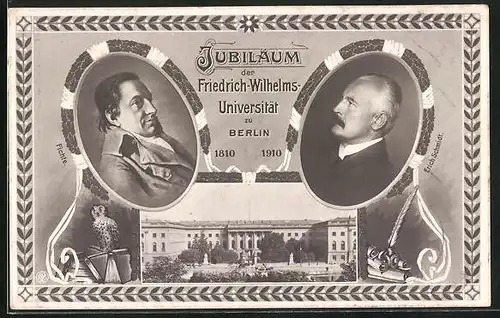 JUBILÄUM
der
Friedrich-Wilhelms-
Universität
zu
BERLIN
1810 1910
Fichte.
Erich Schmidt.